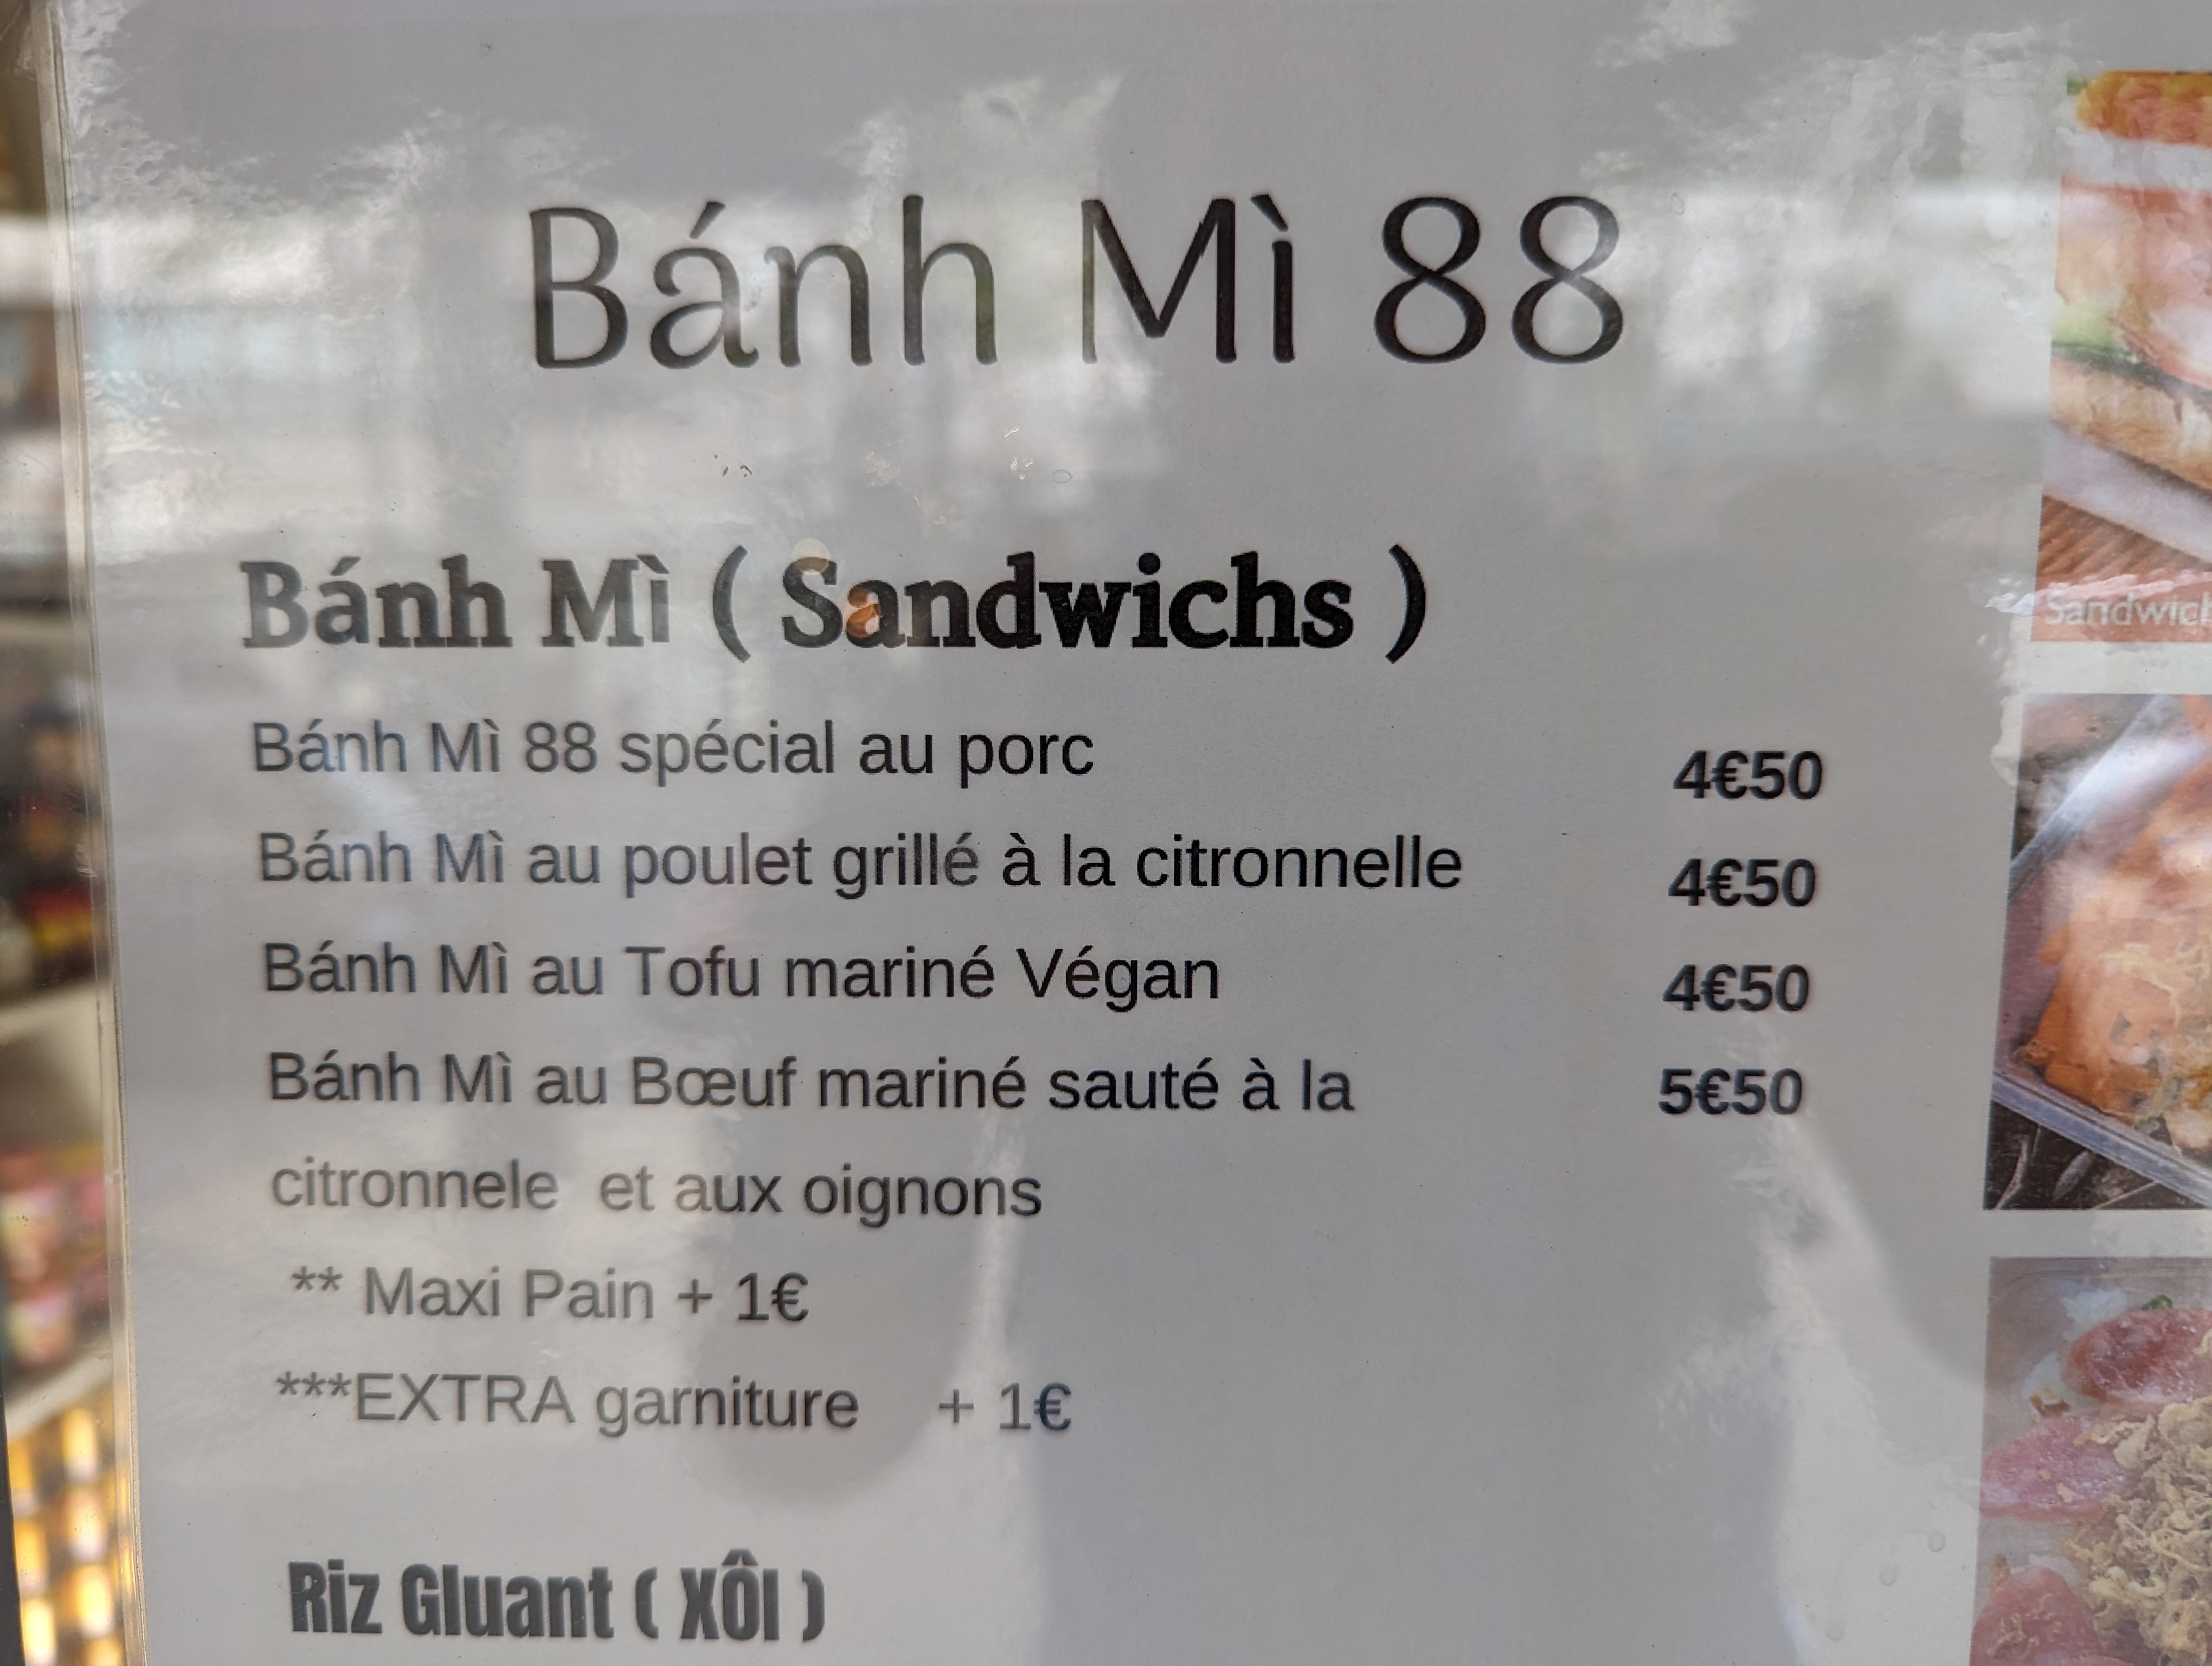 Bánh Mì 88
Bánh Mì ( Sandwichs )
Bánh Mì 88 spécial au porc 4€50
Bánh Mì au poulet grillé à la citronnelle 4€50
Bánh Mì au Tofu mariné Végan 4€50
Bánh Mì au Bœuf mariné sauté à la 5€50
citronnele et aux oignons
** Maxi Pain + 1€
***EXTRA garniture + 1€
Riz Gluant ( XÔI )